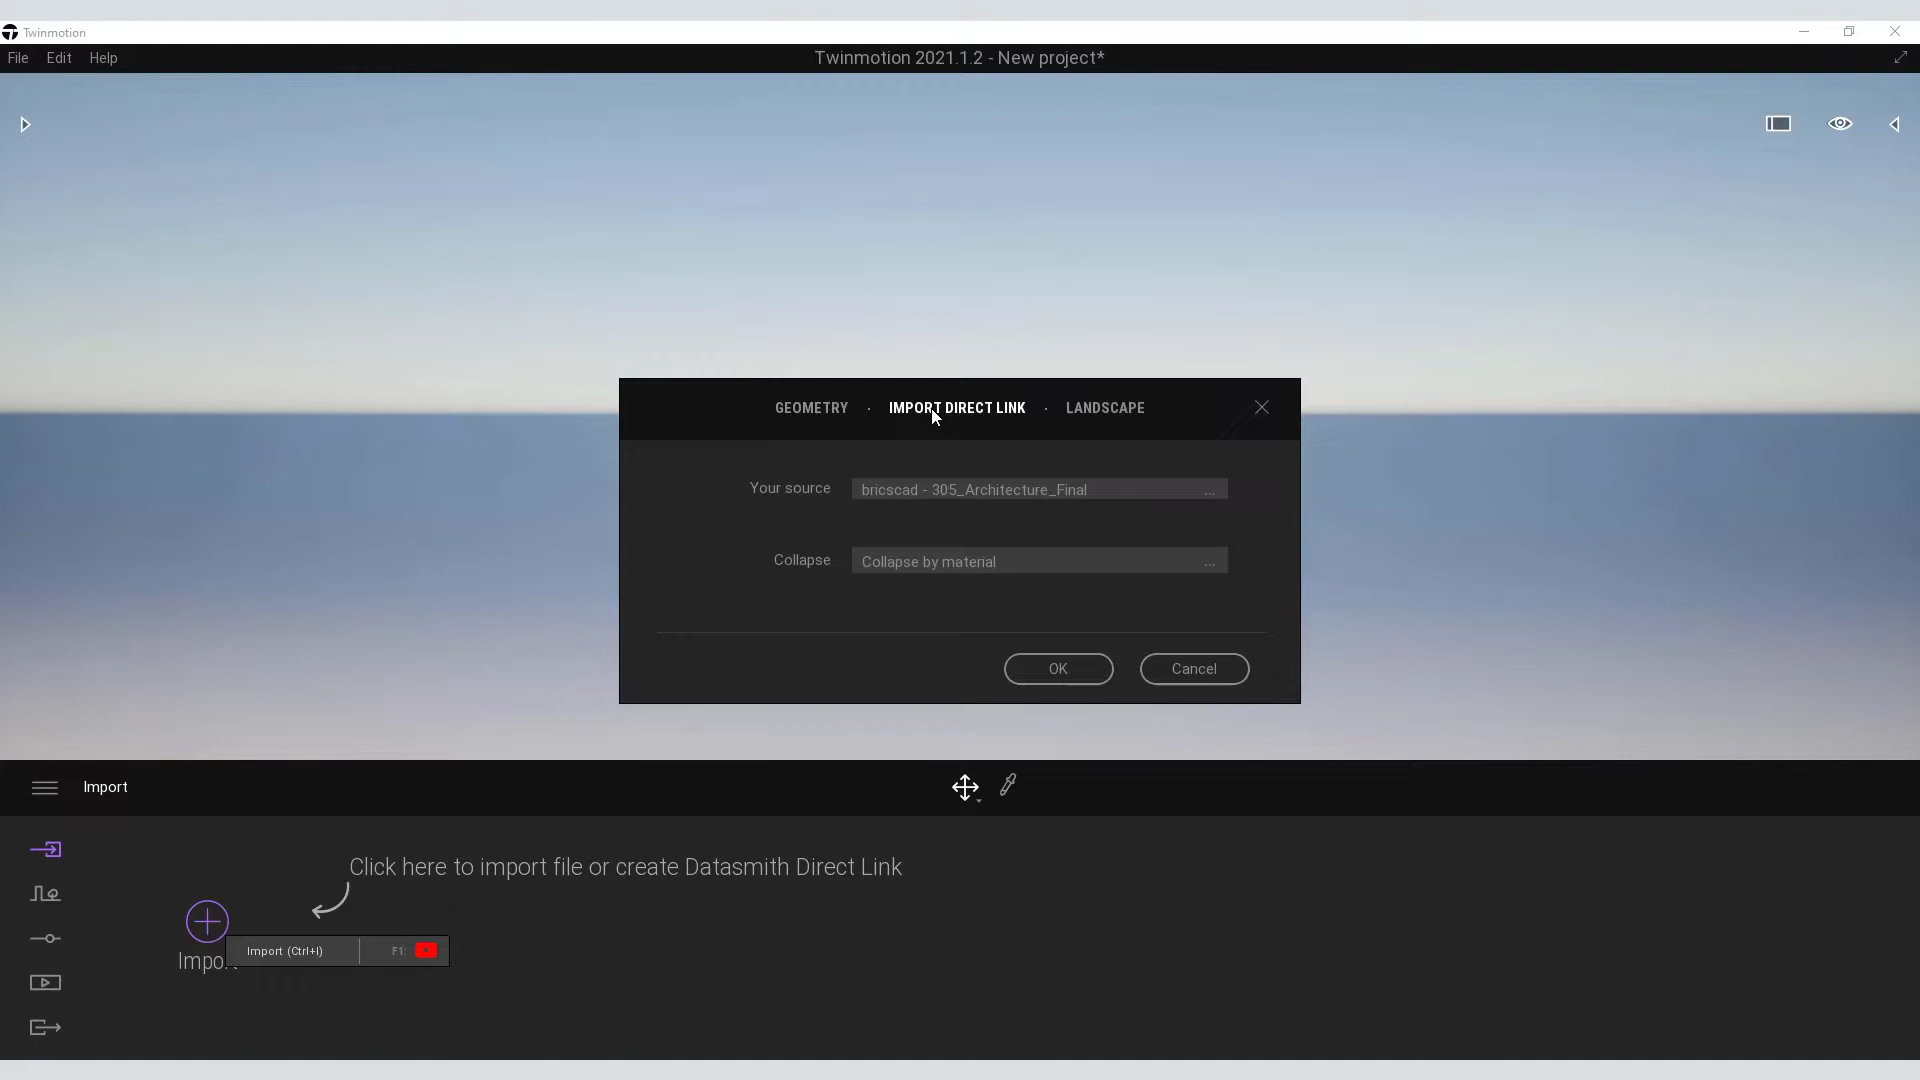 Twinmotion
File Edit Help
Twinmotion 2021.1.2 - New project*
GEOMETRY · IMPORT DIRECT LINK · LANDSCAPE
Your source bricscad - 305_Architecture_Final ...
Collapse Collapse by material ...
OK Cancel
Import
Click here to import file or create Datasmith Direct Link
Import (Ctrl+I) F1:
Import